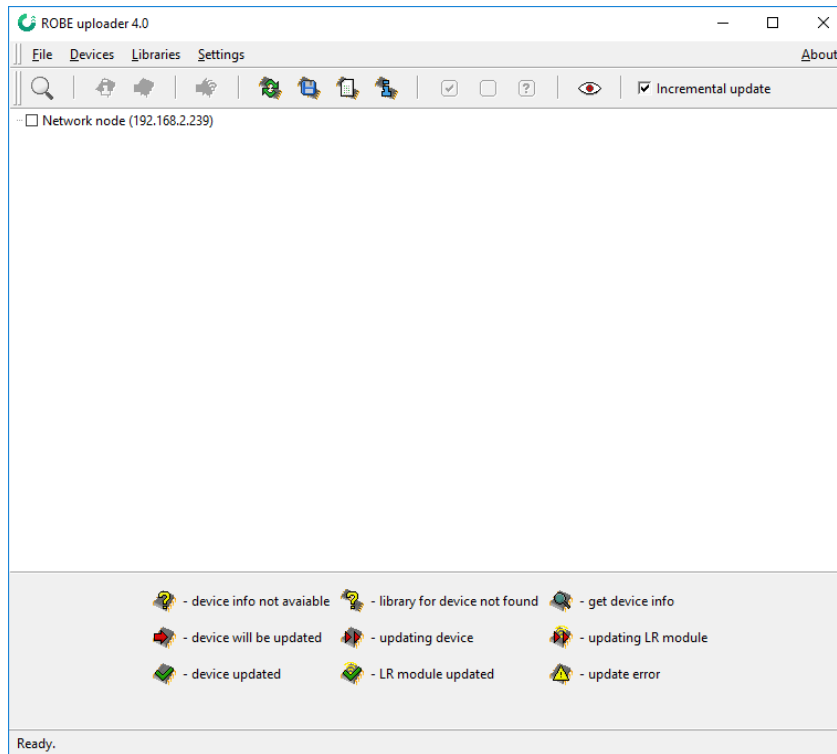 ROBE uploader 4.0
File Devices Libraries Settings About
Incremental update
Network node (192.168.2.239)
- device info not avaiable - library for device not found - get device info
- device will be updated - updating device - updating LR module
- device updated - LR module updated - update error
Ready.